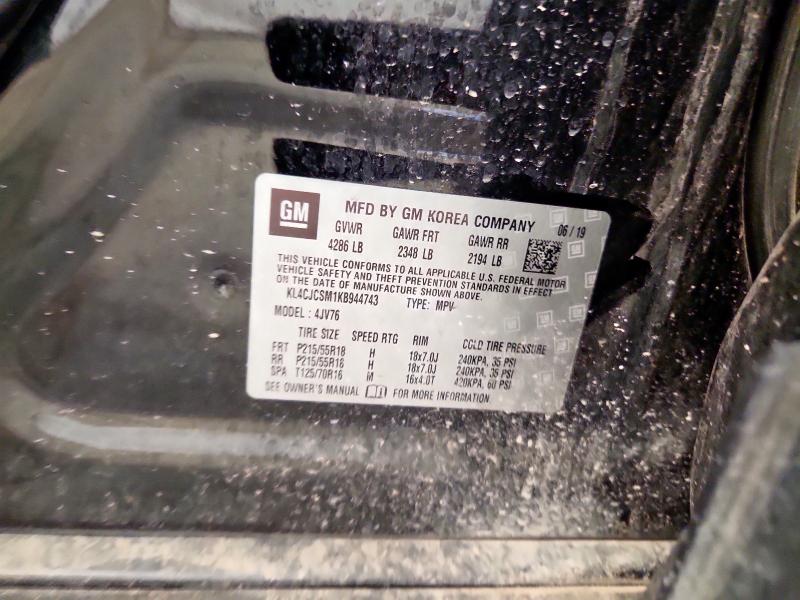 GM
MFD BY GM KOREA COMPANY 06 / 19
GVWR GAWR FRT GAWR RR
4286 LB 2348 LB 2194 LB
THIS VEHICLE CONFORMS TO ALL APPLICABLE U.S. FEDERAL MOTOR
VEHICLE SAFETY AND THEFT PREVENTION STANDARDS IN EFFECT
ON THE DATE OF MANUFACTURE SHOWN ABOVE.
KL4CJCSM1KB944743 TYPE: MPV
MODEL : 4JV76
TIRE SIZE SPEED RTG RIM COLD TIRE PRESSURE
FRT P215/55R18 H 18x7.0J 240KPA, 35 PSI
RR P215/55R18 H 18x7.0J 240KPA, 35 PSI
SPA T125/70R16 M 16x4.0T 420KPA, 60 PSI
SEE OWNER'S MANUAL FOR MORE INFORMATION